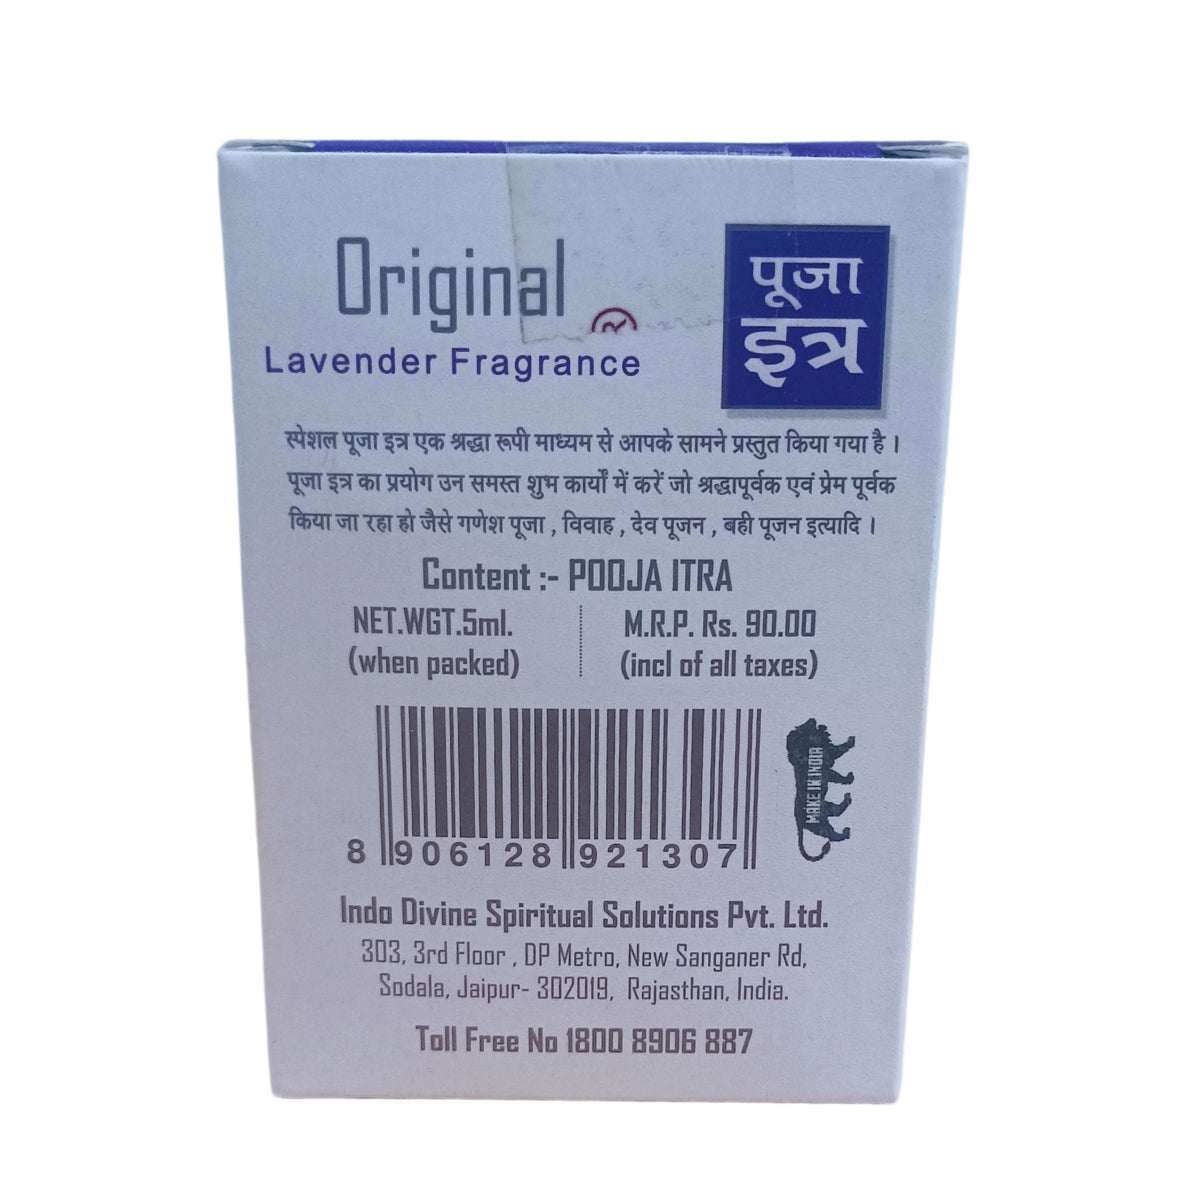 Original
Lavender Fragrance
पूजा
इत्र
स्पेशल पूजा इत्र एक श्रद्धा रूपी माध्यम से आपके सामने प्रस्तुत किया गया है ।
पूजा इत्र का प्रयोग उन समस्त शुभ कार्यों में करें जो श्रद्धापूर्वक एवं प्रेम पूर्वक
किया जा रहा हो जैसे गणेश पूजा , विवाह , देव पूजन , बही पूजन इत्यादि ।
Content :- POOJA ITRA
NET.WGT.5ml.
(when packed)
M.R.P. Rs. 90.00
(incl of all taxes)
8 906128 921307
MAKE IN INDIA
Indo Divine Spiritual Solutions Pvt. Ltd.
303, 3rd Floor , DP Metro, New Sanganer Rd,
Sodala, Jaipur- 302019, Rajasthan, India.
Toll Free No 1800 8906 887